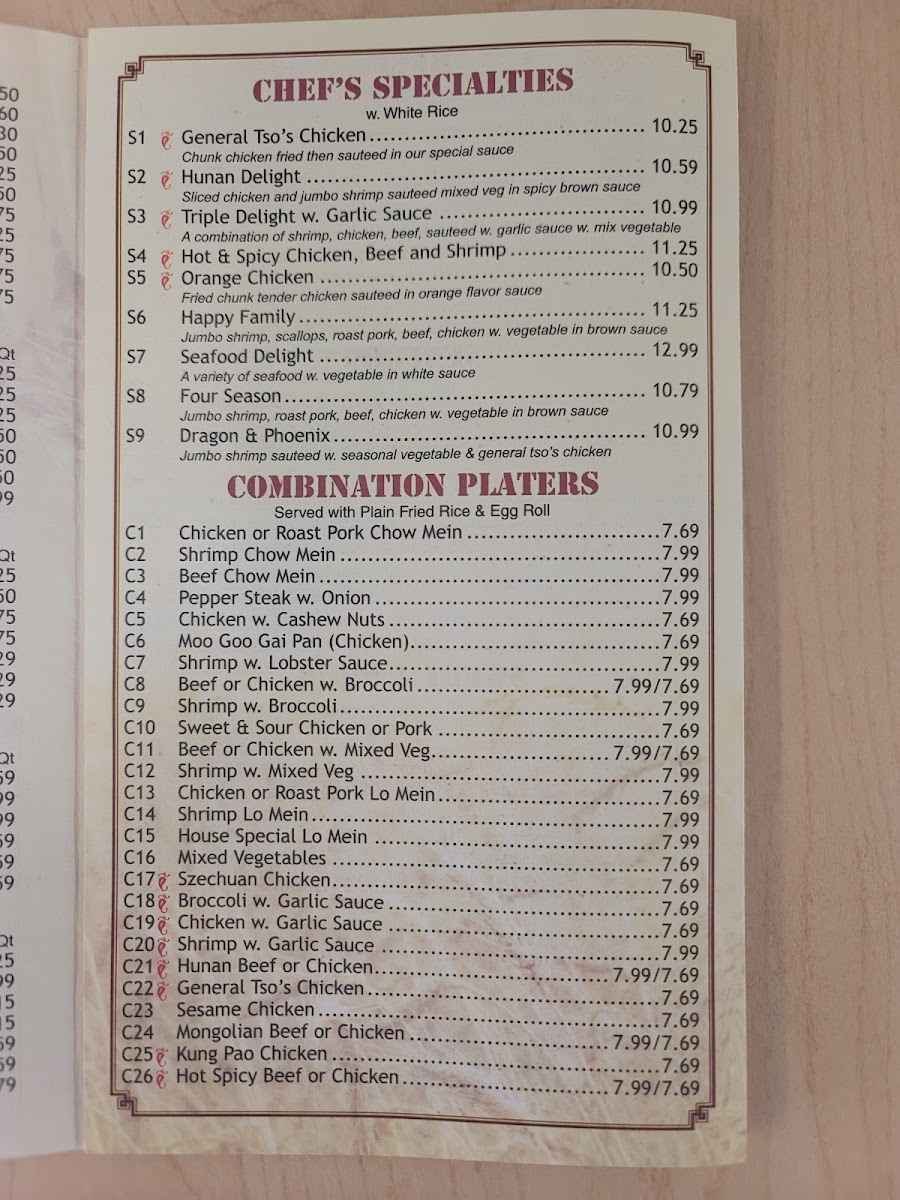 CHEF'S SPECIALTIES
w. White Rice
S1 General Tso's Chicken 10.25
Chunk chicken fried then sauteed in our special sauce
S2 Hunan Delight 10.59
Sliced chicken and jumbo shrimp sauteed mixed veg in spicy brown sauce
S3 Triple Delight w. Garlic Sauce 10.99
A combination of shrimp, chicken, beef, sauteed w. garlic sauce w. mix vegetable
S4 Hot & Spicy Chicken, Beef and Shrimp 11.25
S5 Orange Chicken 10.50
Fried chunk tender chicken sauteed in orange flavor sauce
S6 Happy Family 11.25
Jumbo shrimp, scallops, roast pork, beef, chicken w. vegetable in brown sauce
S7 Seafood Delight 12.99
A variety of seafood w. vegetable in white sauce
S8 Four Season 10.79
Jumbo shrimp, roast pork, beef, chicken w. vegetable in brown sauce
S9 Dragon & Phoenix 10.99
Jumbo shrimp sauteed w. seasonal vegetable & general tso's chicken
COMBINATION PLATERS
Served with Plain Fried Rice & Egg Roll
C1 Chicken or Roast Pork Chow Mein 7.69
C2 Shrimp Chow Mein 7.99
C3 Beef Chow Mein 7.99
C4 Pepper Steak w. Onion 7.99
C5 Chicken w. Cashew Nuts 7.69
C6 Moo Goo Gai Pan (Chicken) 7.69
C7 Shrimp w. Lobster Sauce 7.99
C8 Beef or Chicken w. Broccoli 7.99/7.69
C9 Shrimp w. Broccoli 7.99
C10 Sweet & Sour Chicken or Pork 7.69
C11 Beef or Chicken w. Mixed Veg 7.99/7.69
C12 Shrimp w. Mixed Veg 7.99
C13 Chicken or Roast Pork Lo Mein 7.69
C14 Shrimp Lo Mein 7.99
C15 House Special Lo Mein 7.99
C16 Mixed Vegetables 7.69
C17 Szechuan Chicken 7.69
C18 Broccoli w. Garlic Sauce 7.69
C19 Chicken w. Garlic Sauce 7.69
C20 Shrimp w. Garlic Sauce 7.99
C21 Hunan Beef or Chicken 7.99/7.69
C22 General Tso's Chicken 7.69
C23 Sesame Chicken 7.69
C24 Mongolian Beef or Chicken 7.99/7.69
C25 Kung Pao Chicken 7.69
C26 Hot Spicy Beef or Chicken 7.99/7.69